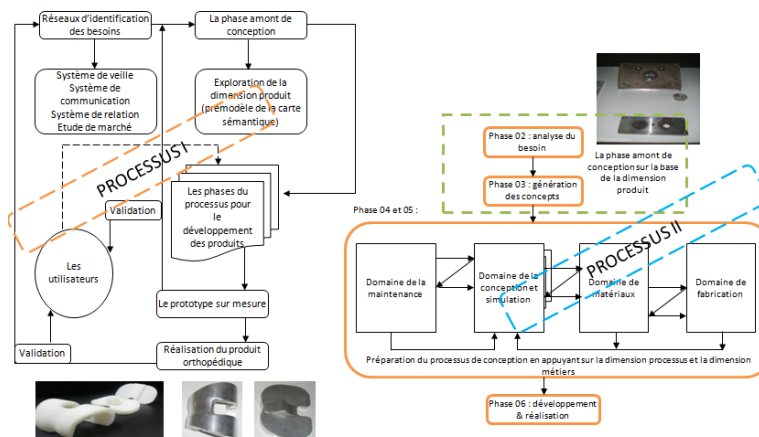 Réseaux d'identification
des besoins
La phase amont de
conception
Système de veille
Système de
communication
Système de relation
Etude de marché
Exploration de la
dimension produit
(prémodèle de la carte
sémantique)
PROCESSUS I
Les phases du
processus pour
le
développement
des produits
Validation
Les
utilisateurs
Le prototype sur mesure
Validation
Réalisation du produit
orthopédique
Phase 02 : analyse du
besoin
Phase 03 : génération
des concepts
La phase amont de
conception sur la base
de la dimension
produit
Phase 04 et 05 :
PROCESSUS II
Domaine de la
maintenance
Domaine de la
conception et
simulation
Domaine de
matériaux
Domaine de
fabrication
Préparation du processus de conception en appuyant sur la dimension processus et la dimension
métiers
Phase 06 : développement
& réalisation